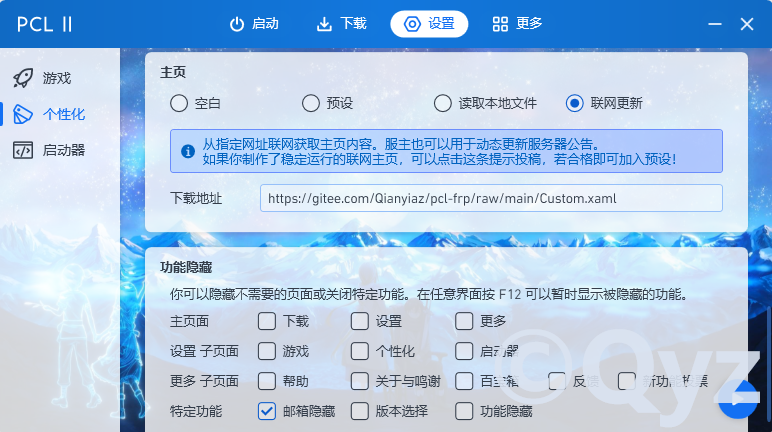 PCL II
启动 下载 设置 更多
游戏
个性化
启动器
主页
空白 预设 读取本地文件 联网更新
从指定网址联网获取主页内容。服主也可以用于动态更新服务器公告。
如果你制作了稳定运行的联网主页，可以点击这条提示投稿，若合格即可加入预设！
下载地址 https://gitee.com/Qianyiaz/pcl-frp/raw/main/Custom.xaml
功能隐藏
你可以隐藏不需要的页面或关闭特定功能。在任意界面按 F12 可以暂时显示被隐藏的功能。
主页面 下载 设置 更多
设置 子页面 游戏 个性化 启动器
更多 子页面 帮助 关于与鸣谢 百宝箱 反馈 新功能投票
特定功能 邮箱隐藏 版本选择 功能隐藏
©Qyz